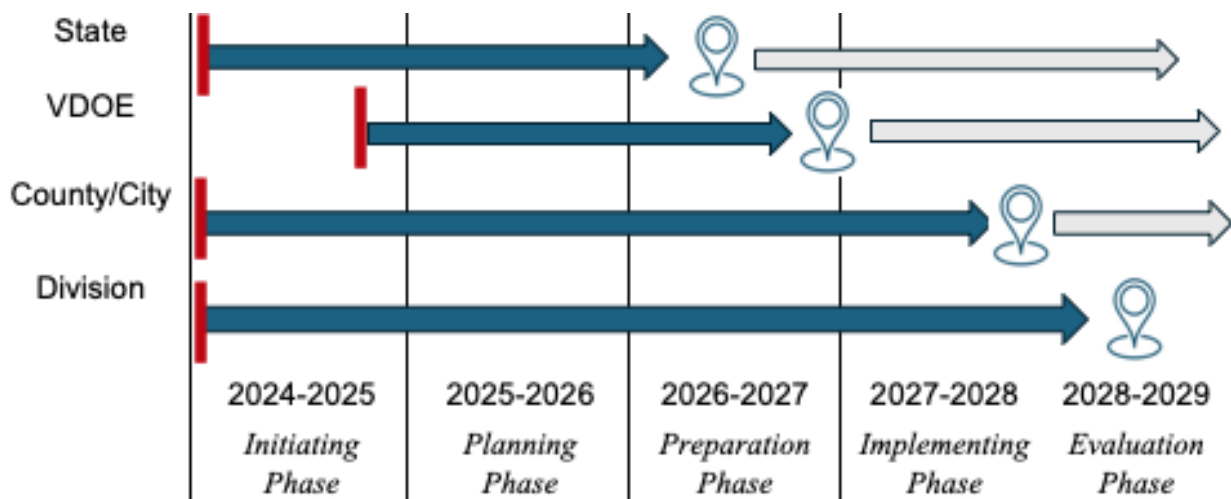 State
VDOE
County/City
Division
2024-2025 2025-2026 2026-2027 2027-2028 2028-2029
Initiating Planning Preparation Implementing Evaluation
Phase Phase Phase Phase Phase